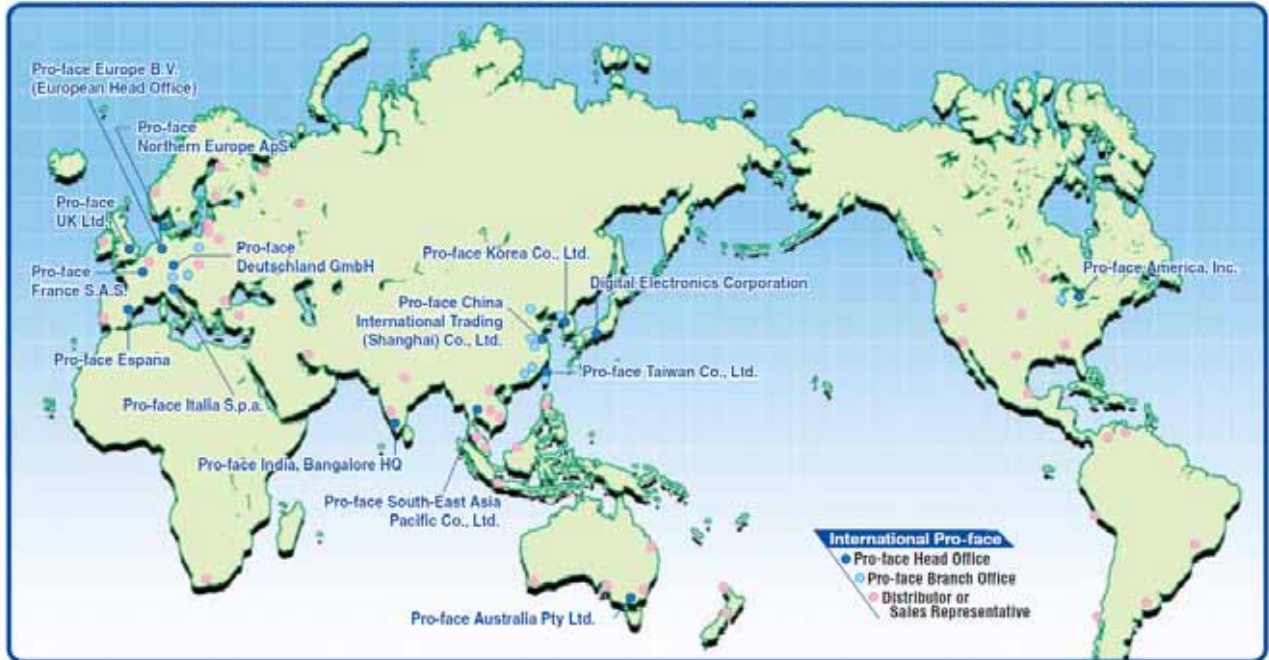 Pro-face Europe B.V.
(European Head Office)
Pro-face
Northern Europe ApS
Pro-face
UK Ltd.
Pro-face
Deutschland GmbH
Pro-face
France S.A.S.
Pro-face España
Pro-face Italia S.p.a.
Pro-face Korea Co., Ltd.
Digital Electronics Corporation
Pro-face China
International Trading
(Shanghai) Co., Ltd.
Pro-face Taiwan Co., Ltd.
Pro-face America, Inc.
Pro-face India, Bangalore HQ
Pro-face South-East Asia
Pacific Co., Ltd.
Pro-face Australia Pty Ltd.
International Pro-face
Pro-face Head Office
Pro-face Branch Office
Distributor or
Sales Representative